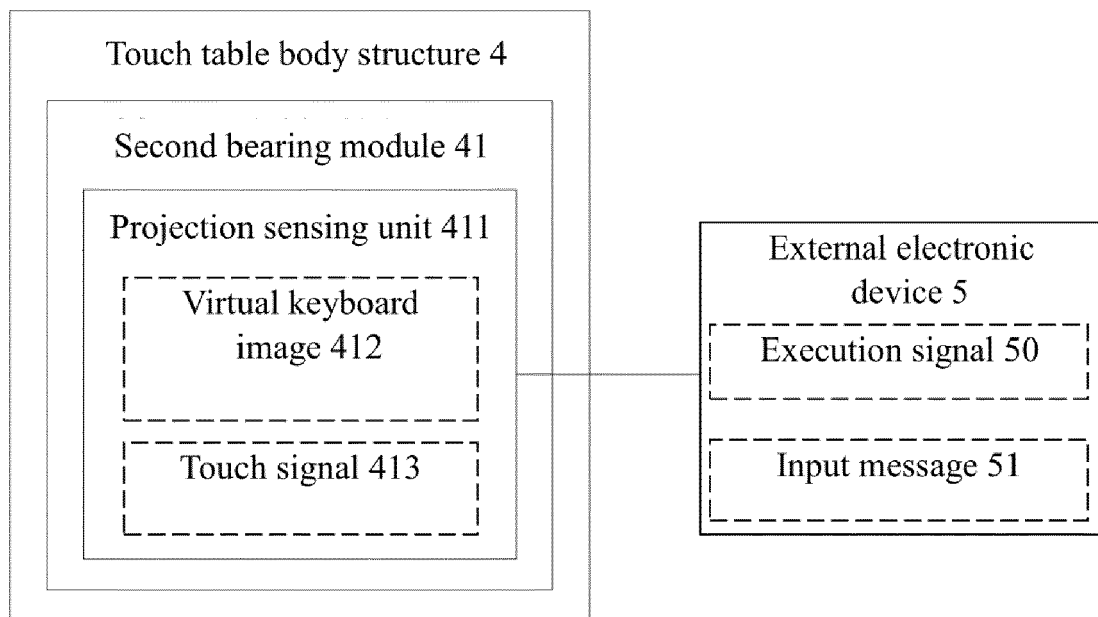 Touch table body structure 4
Second bearing module 41
Projection sensing unit 411
Virtual keyboard
image 412
Touch signal 413
External electronic
device 5
Execution signal 50
Input message 51